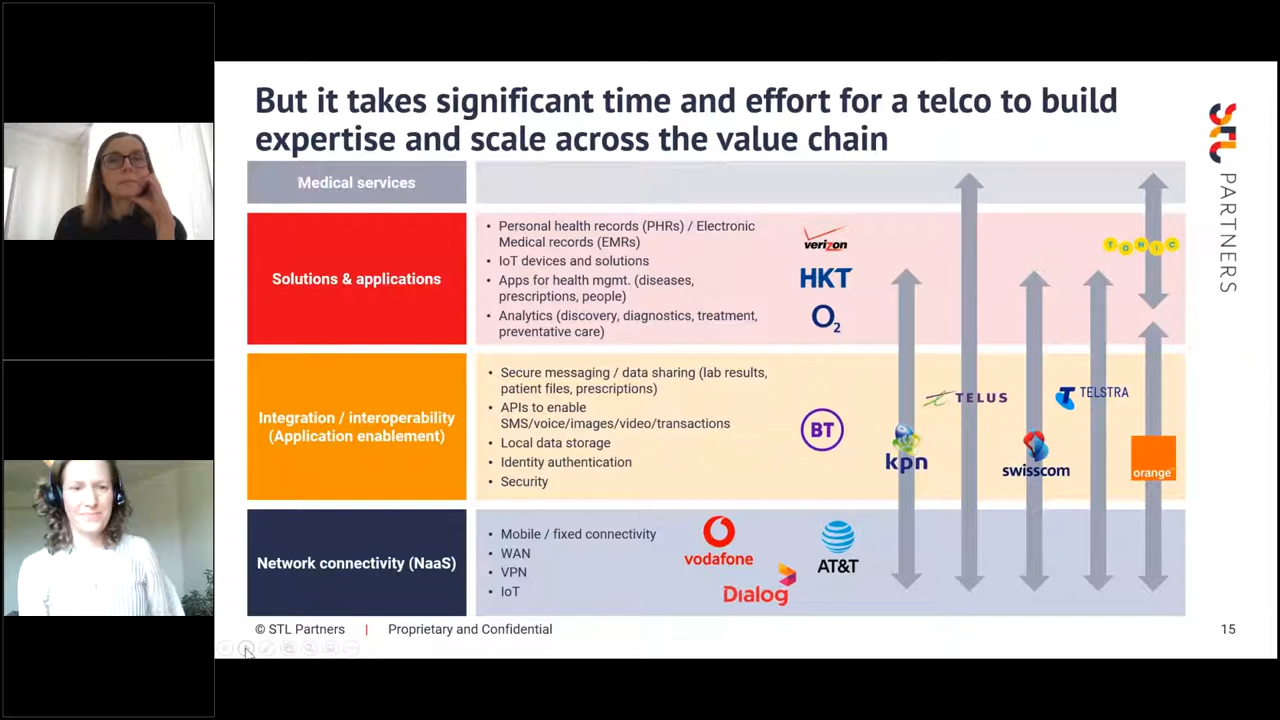 But it takes significant time and effort for a telco to build
expertise and scale across the value chain
STL
PARTNERS
Medical services
Solutions & applications
• Personal health records (PHRs) / Electronic
Medical records (EMRs)
• IoT devices and solutions
• Apps for health mgmt. (diseases,
prescriptions, people)
• Analytics (discovery, diagnostics, treatment,
preventative care)
verizon
HKT
O2
TONIC
Integration / interoperability
(Application enablement)
• Secure messaging / data sharing (lab results,
patient files, prescriptions)
• APIs to enable
SMS/voice/images/video/transactions
• Local data storage
• Identity authentication
• Security
BT
kpn
TELUS
swisscom
TELSTRA
orange™
Network connectivity (NaaS)
• Mobile / fixed connectivity
• WAN
• VPN
• IoT
vodafone
Dialog
AT&T
© STL Partners | Proprietary and Confidential
15